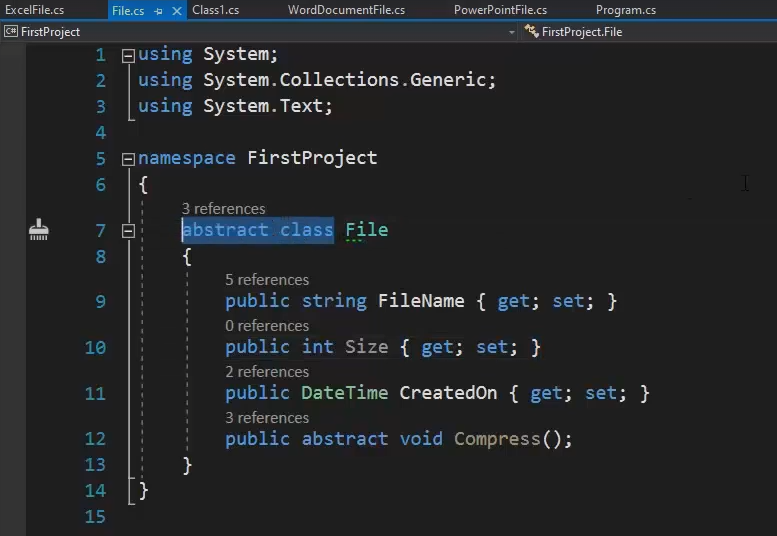 ExcelFile.cs File.cs Class1.cs WordDocumentFile.cs PowerPointFile.cs Program.cs
C# FirstProject FirstProject.File
1 using System;
2 using System.Collections.Generic;
3 using System.Text;
4
5 namespace FirstProject
6 {
3 references
7 abstract class File
8 {
5 references
9 public string FileName { get; set; }
0 references
10 public int Size { get; set; }
2 references
11 public DateTime CreatedOn { get; set; }
3 references
12 public abstract void Compress();
13 }
14 }
15